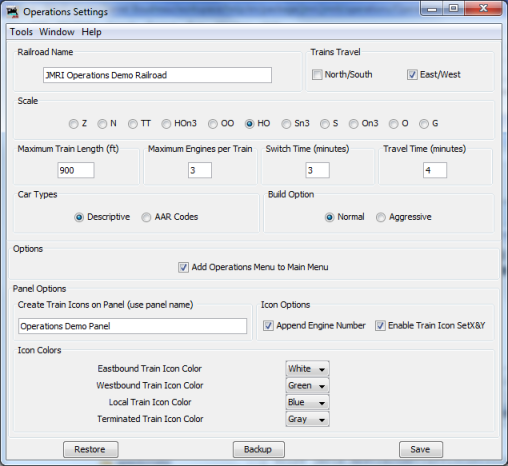 Operations Settings
Tools Window Help
Railroad Name
Trains Travel
JMRI Operations Demo Railroad
North/South East/West
Scale
Z N TT HOn3 OO HO Sn3 S On3 O G
Maximum Train Length (ft) Maximum Engines per Train Switch Time (minutes) Travel Time (minutes)
900 3 3 4
Car Types Build Option
Descriptive AAR Codes Normal Aggressive
Options
Add Operations Menu to Main Menu
Panel Options
Create Train Icons on Panel (use panel name) Icon Options
Operations Demo Panel Append Engine Number Enable Train Icon SetX&Y
Icon Colors
Eastbound Train Icon Color White
Westbound Train Icon Color Green
Local Train Icon Color Blue
Terminated Train Icon Color Gray
Restore Backup Save